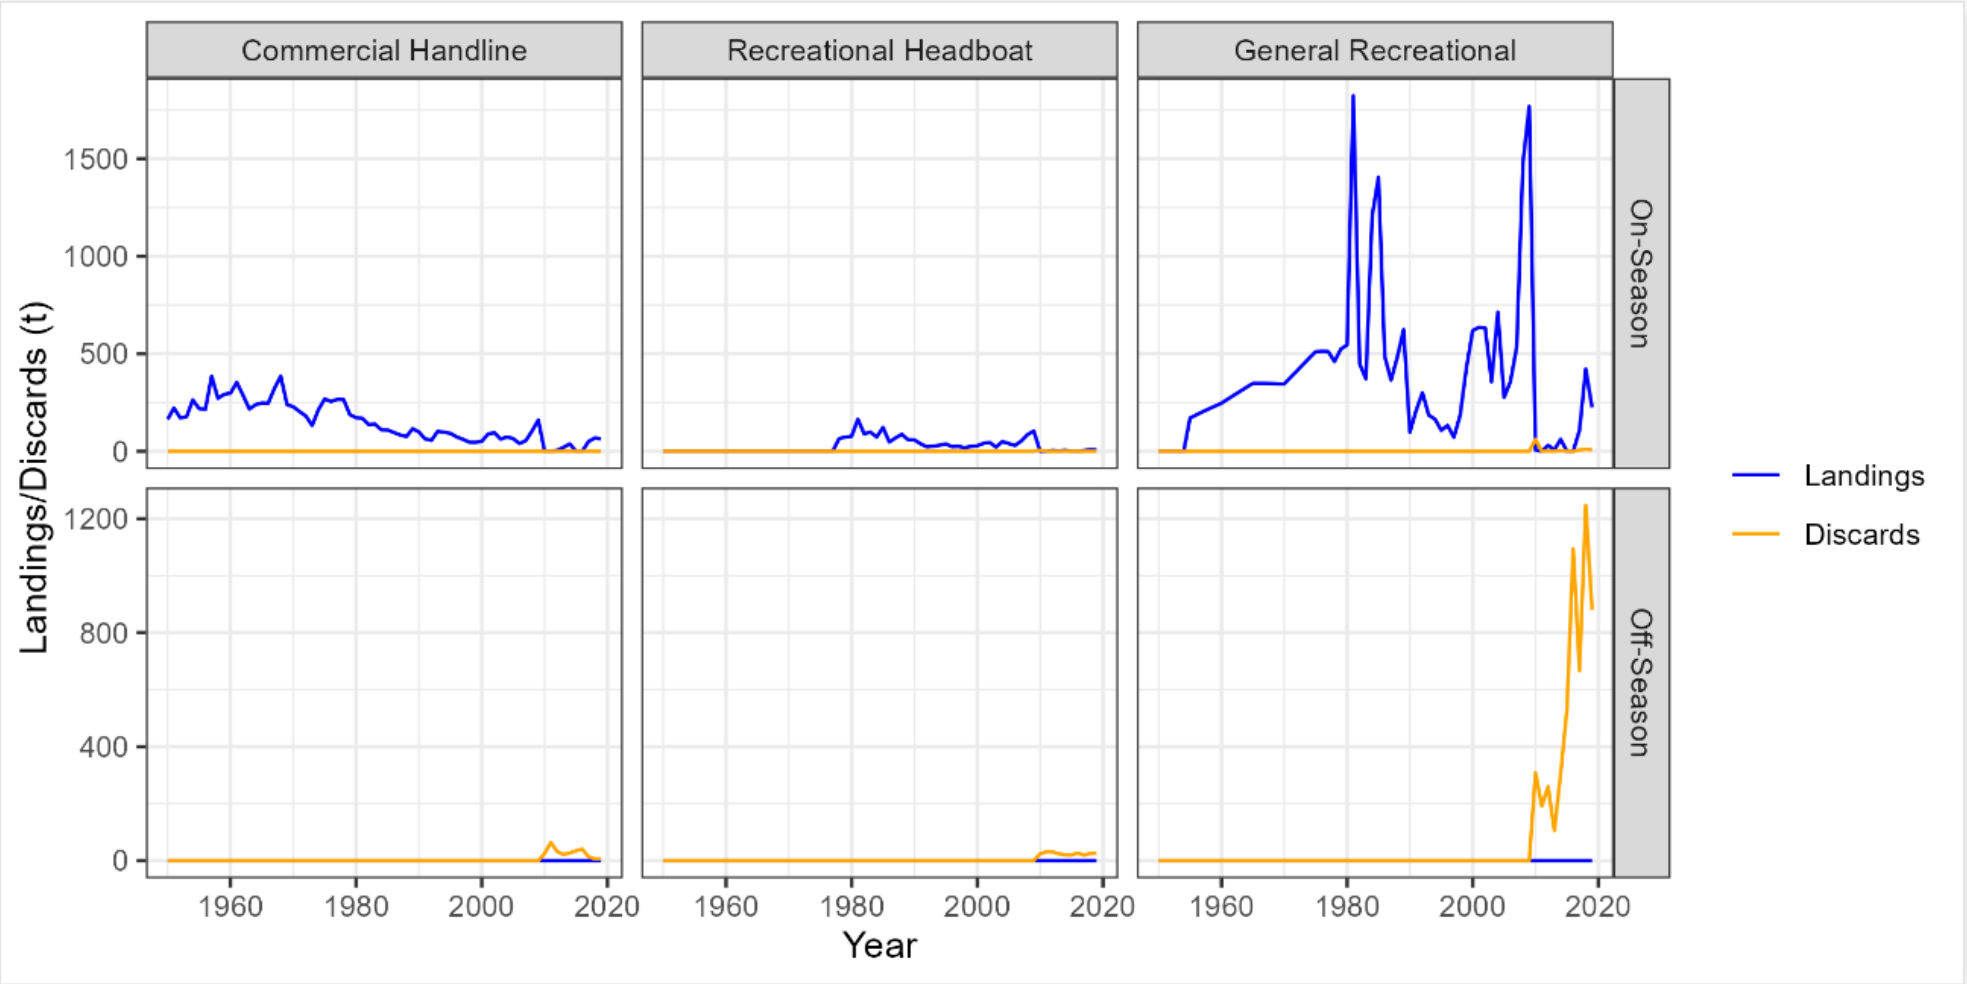 Commercial Handline
Recreational Headboat
General Recreational
Landings/Discards (t)
1500
1000
500
0
On-Season
1200
800
400
0
Off-Season
Landings
Discards
1960 1980 2000 2020
1960 1980 2000 2020
1960 1980 2000 2020
Year